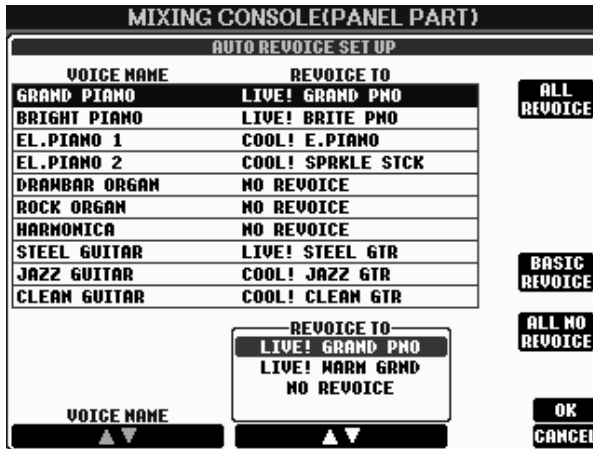 MIXING CONSOLE(PANEL PART)
AUTO REVOICE SET UP
VOICE NAME REVOICE TO
GRAND PIANO LIVE! GRAND PNO
BRIGHT PIANO LIVE! BRITE PNO
EL.PIANO 1 COOL! E.PIANO
EL.PIANO 2 COOL! SPRKLE STCK
DRAWBAR ORGAN NO REVOICE
ROCK ORGAN NO REVOICE
HARMONICA NO REVOICE
STEEL GUITAR LIVE! STEEL GTR
JAZZ GUITAR COOL! JAZZ GTR
CLEAN GUITAR COOL! CLEAN GTR
ALL
REVOICE
BASIC
REVOICE
ALL NO
REVOICE
REVOICE TO
LIVE! GRAND PNO
LIVE! WARM GRND
NO REVOICE
VOICE NAME
OK
CANCEL